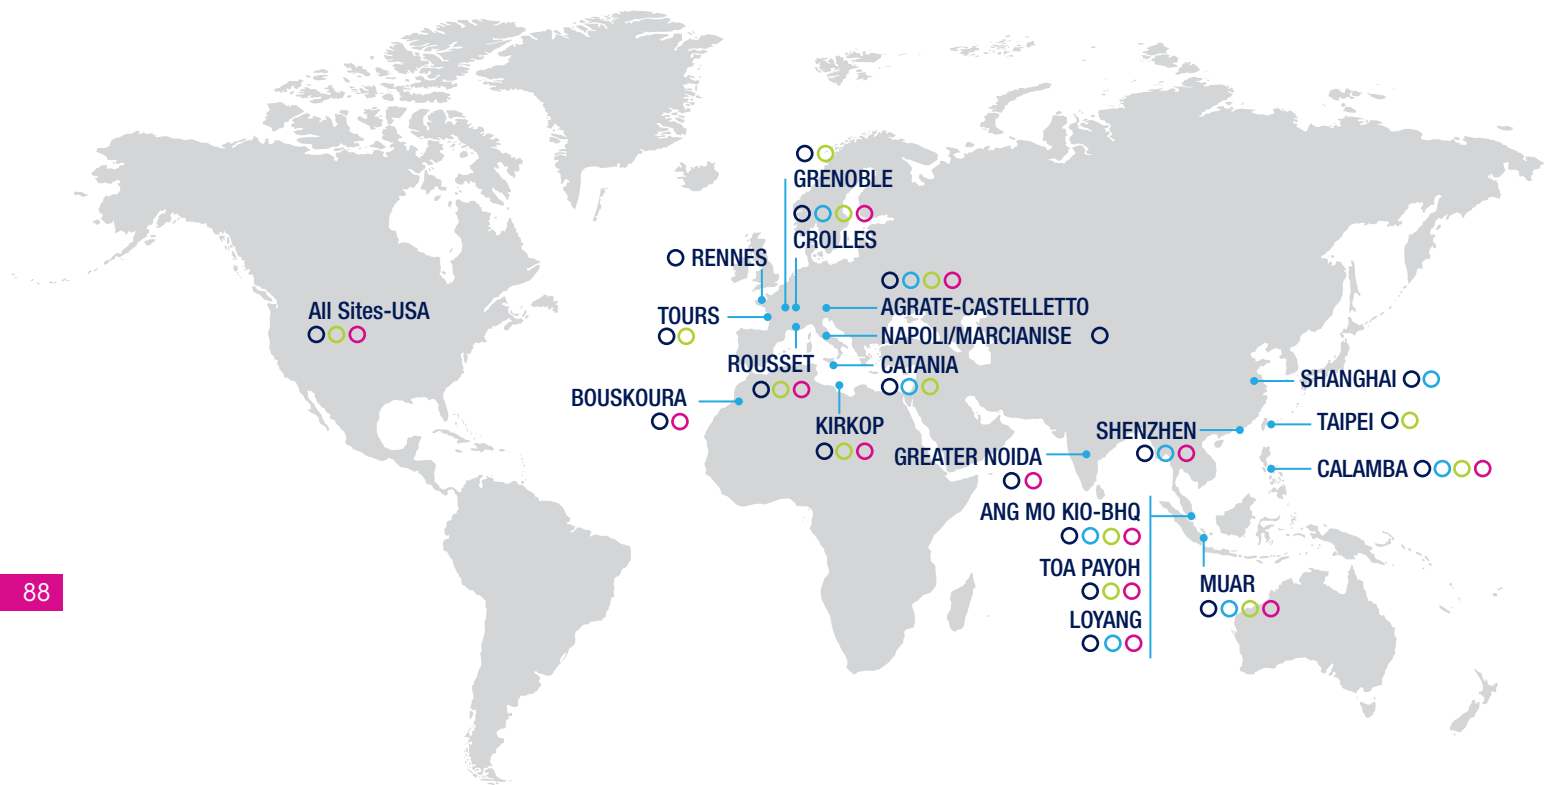 GRENOBLE
CROLLES
RENNES
All Sites-USA
TOURS
AGRATE-CASTELLETTO
NAPOLI/MARCIANISE
ROUSSET
CATANIA
BOUSKOURA
KIRKOP
SHANGHAI
TAIPEI
SHENZHEN
GREATER NOIDA
CALAMBA
ANG MO KIO-BHQ
TOA PAYOH
MUAR
LOYANG
88